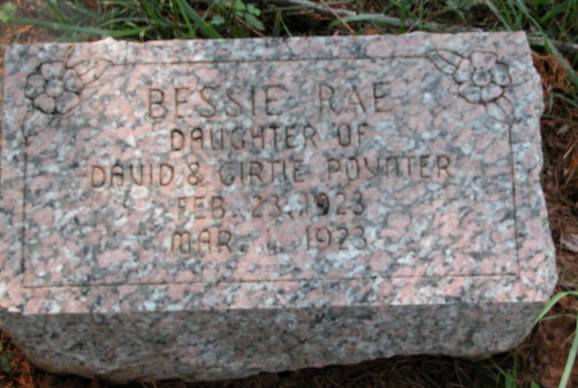 BESSIE RAE
DAUGHTER OF
DAVID & GIRTIE POYNTER
FEB. 23, 1923
MAR. 1, 1923